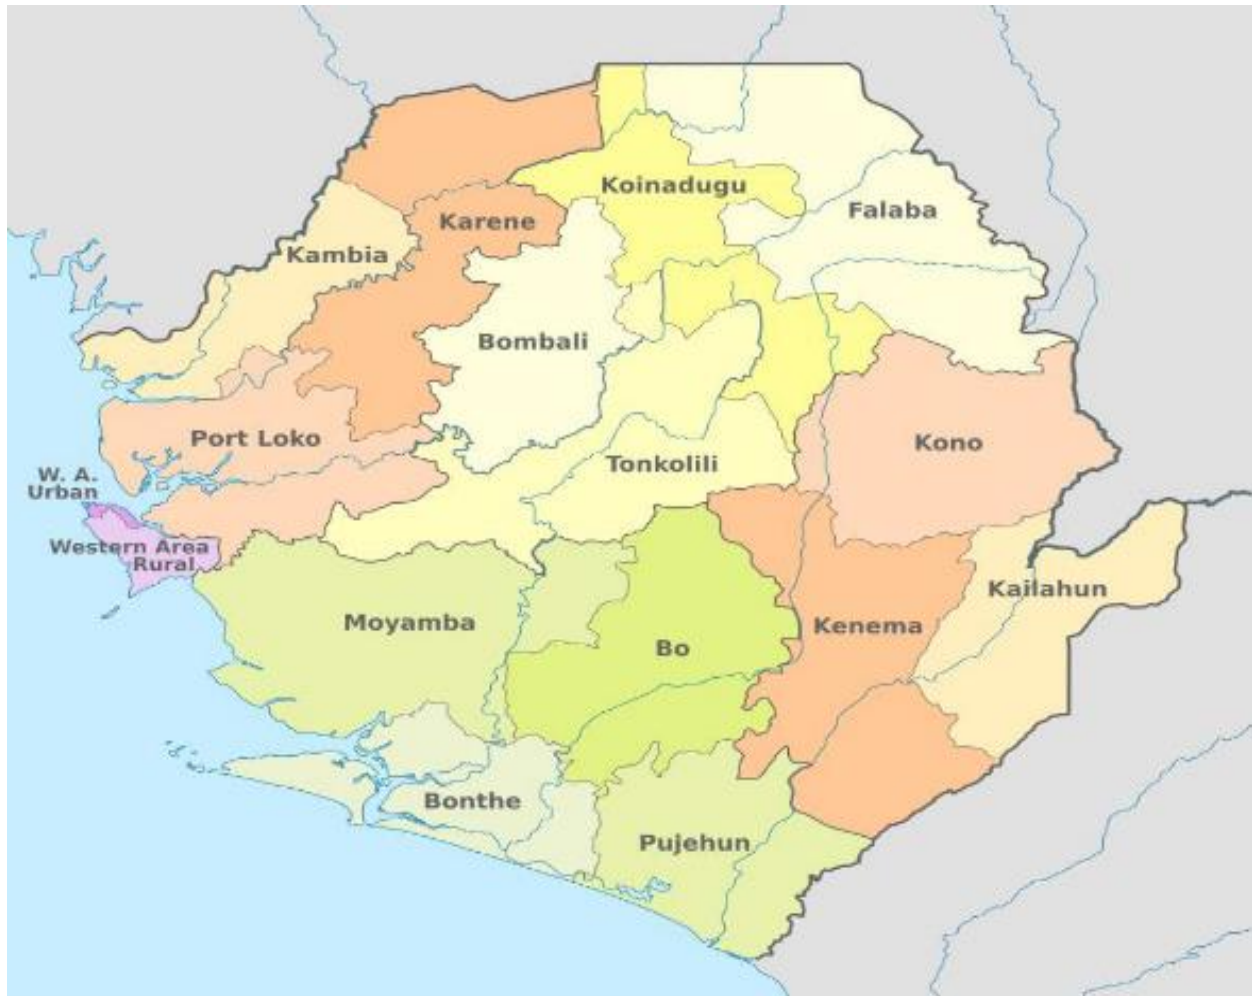 Koinadugu
Falaba
Karene
Kambia
Bombali
Port Loko
Kono
Tonkolili
W. A.
Urban
Western Area
Rural
Kailahun
Moyamba
Kenema
Bo
Bonthe
Pujehun